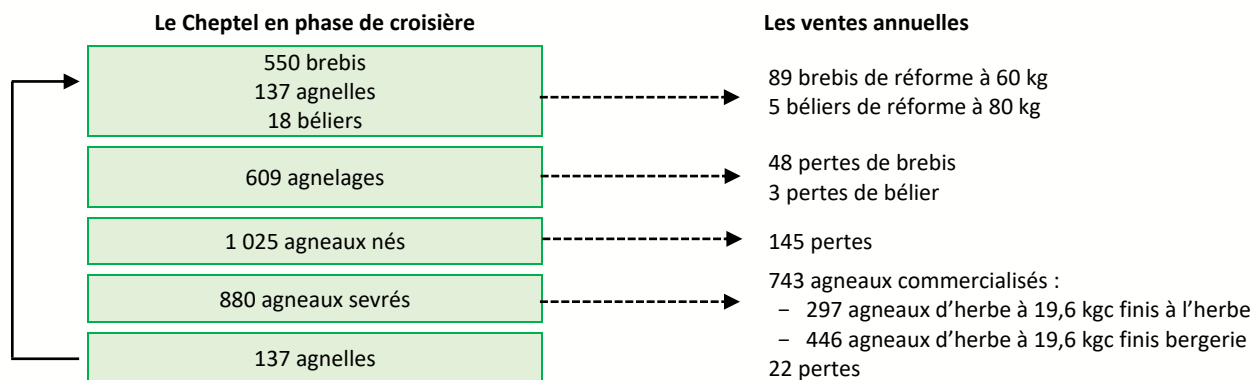 Le Cheptel en phase de croisière
Les ventes annuelles
550 brebis
137 agnelles
18 béliers
89 brebis de réforme à 60 kg
5 béliers de réforme à 80 kg
609 agnelages
48 pertes de brebis
3 pertes de bélier
1 025 agneaux nés
145 pertes
880 agneaux sevrés
743 agneaux commercialisés :
− 297 agneaux d’herbe à 19,6 kgc finis à l’herbe
− 446 agneaux d’herbe à 19,6 kgc finis bergerie
137 agnelles
22 pertes